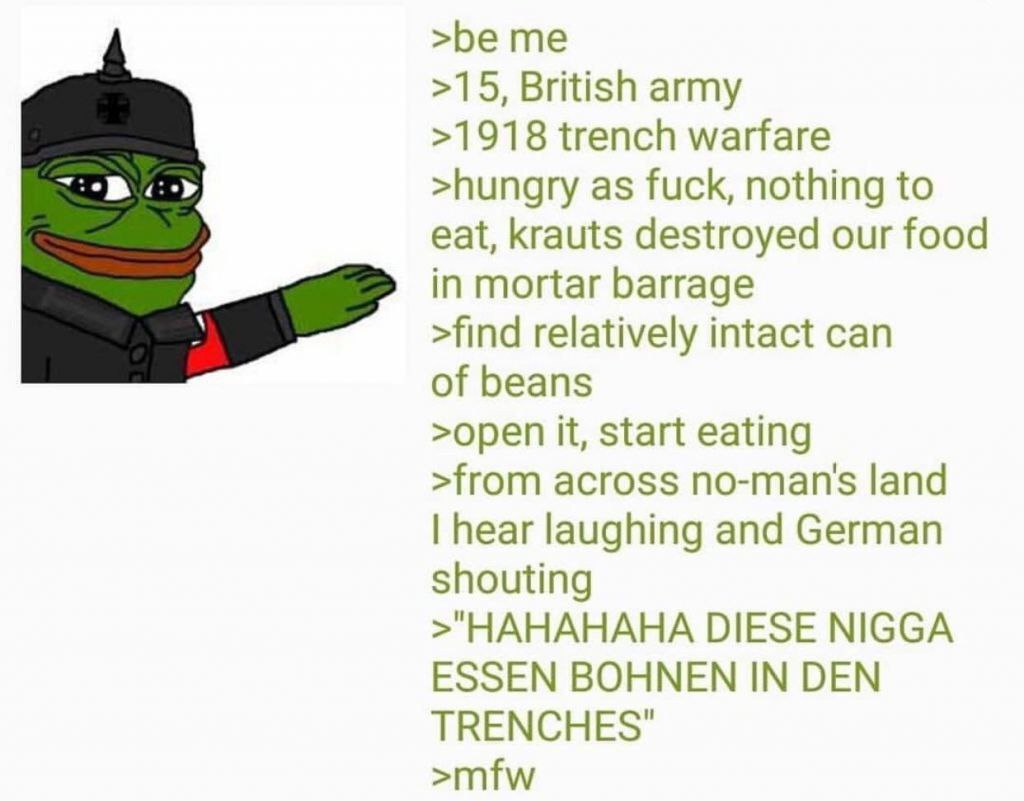 >be me
>15, British army
>1918 trench warfare
>hungry as fuck, nothing to
eat, krauts destroyed our food
in mortar barrage
>find relatively intact can
of beans
>open it, start eating
>from across no-man's land
I hear laughing and German
shouting
>"HAHAHAHA DIESE NIGGA
ESSEN BOHNEN IN DEN
TRENCHES"
>mfw